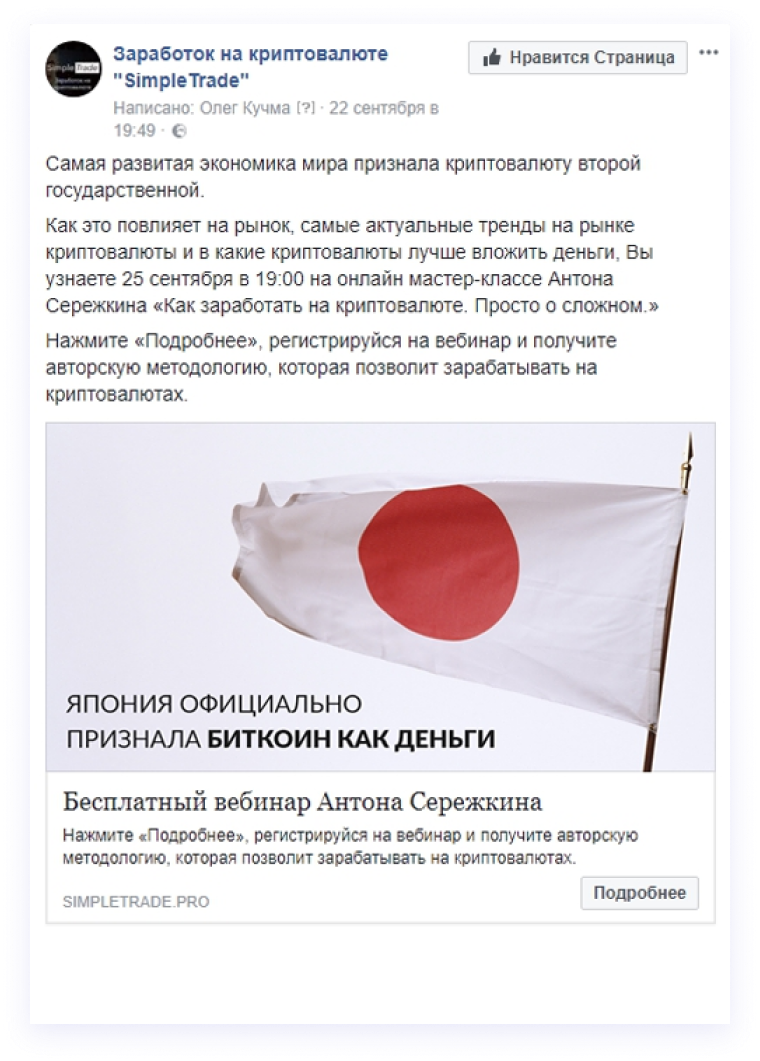 Simple Trade
Заработок на криптовалюте
"SimpleTrade"
Нравится Страница
Написано: Олег Кучма [?] · 22 сентября в
19:49 ·
Самая развитая экономика мира признала криптовалюту второй
государственной.
Как это повлияет на рынок, самые актуальные тренды на рынке
криптовалюты и в какие криптовалюты лучше вложить деньги, Вы
узнаете 25 сентября в 19:00 на онлайн мастер-классе Антона
Сережкина «Как заработать на криптовалюте. Просто о сложном.»
Нажмите «Подробнее», регистрируйся на вебинар и получите
авторскую методологию, которая позволит зарабатывать на
криптовалютах.
ЯПОНИЯ ОФИЦИАЛЬНО
ПРИЗНАЛА БИТКОИН КАК ДЕНЬГИ
Бесплатный вебинар Антона Сережкина
Нажмите «Подробнее», регистрируйся на вебинар и получите авторскую
методологию, которая позволит зарабатывать на криптовалютах.
SIMPLETRADE.PRO
Подробнее